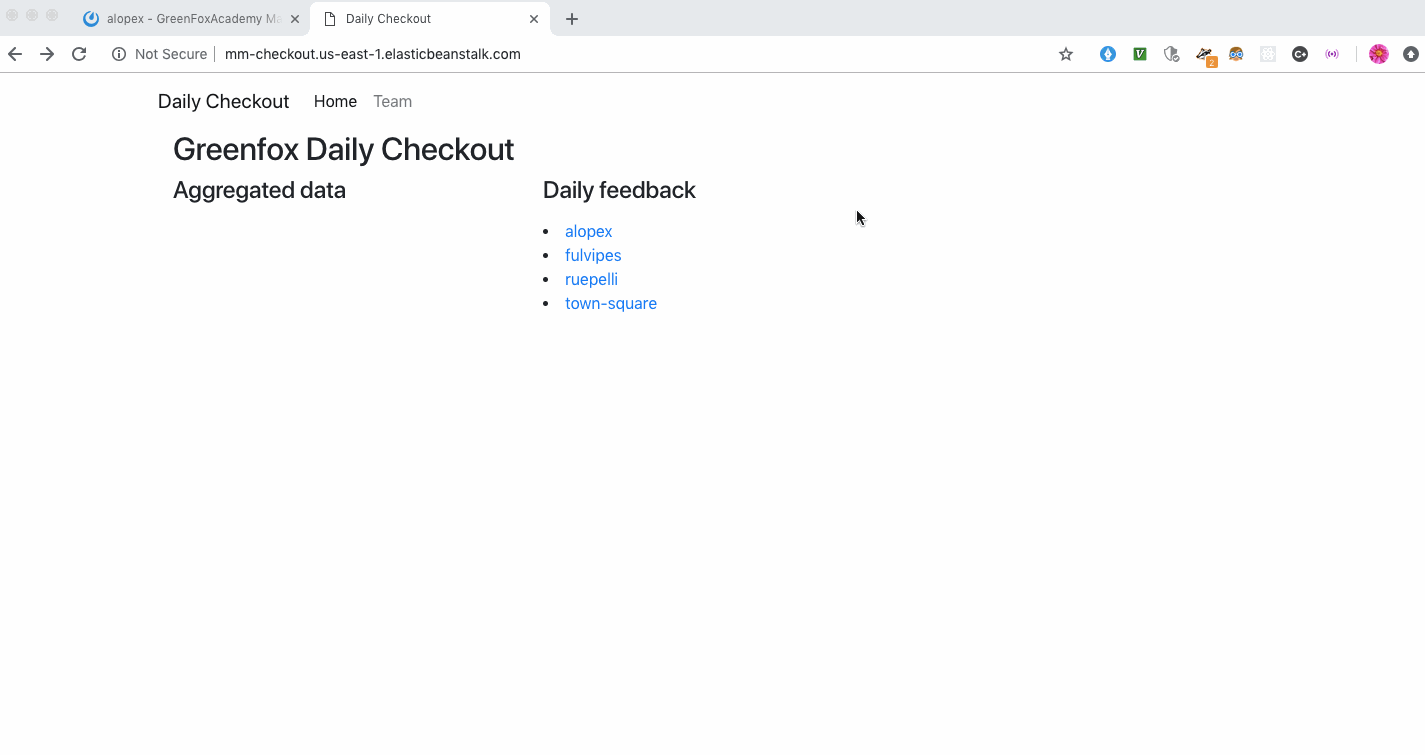 alopex - GreenFoxAcademy Ma
Daily Checkout
Not Secure
mm-checkout.us-east-1.elasticbeanstalk.com
2
Daily Checkout
Home
Team
Greenfox Daily Checkout
Aggregated data
Daily feedback
alopex
fulvipes
ruepelli
town-square